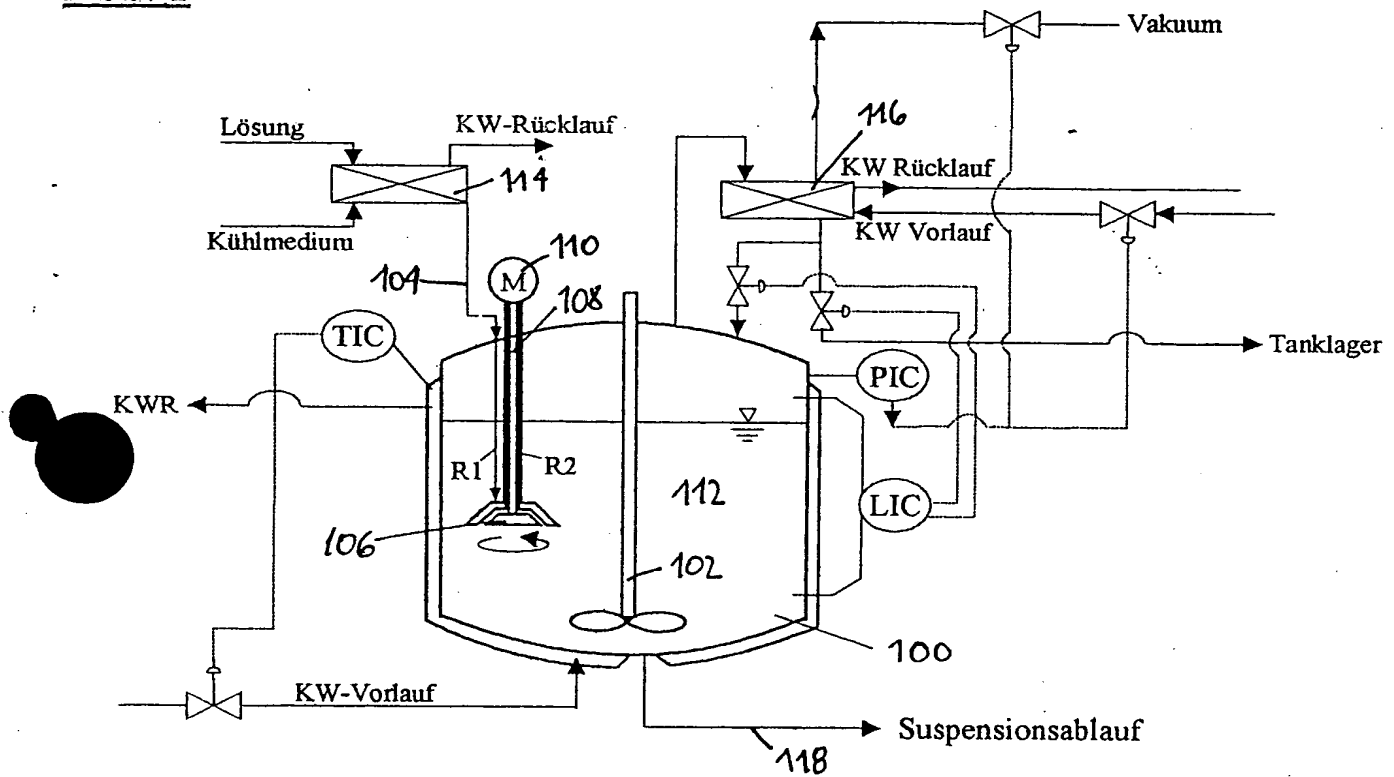 Vakuum
116
Lösung
KW-Rücklauf
114
KW Rücklauf
Kühlmedium
KW Vorlauf
110
M
104
108
TIC
Tanklager
PIC
KWR
R1
R2
112
LIC
106
102
100
KW-Vorlauf
Suspensionsablauf
118